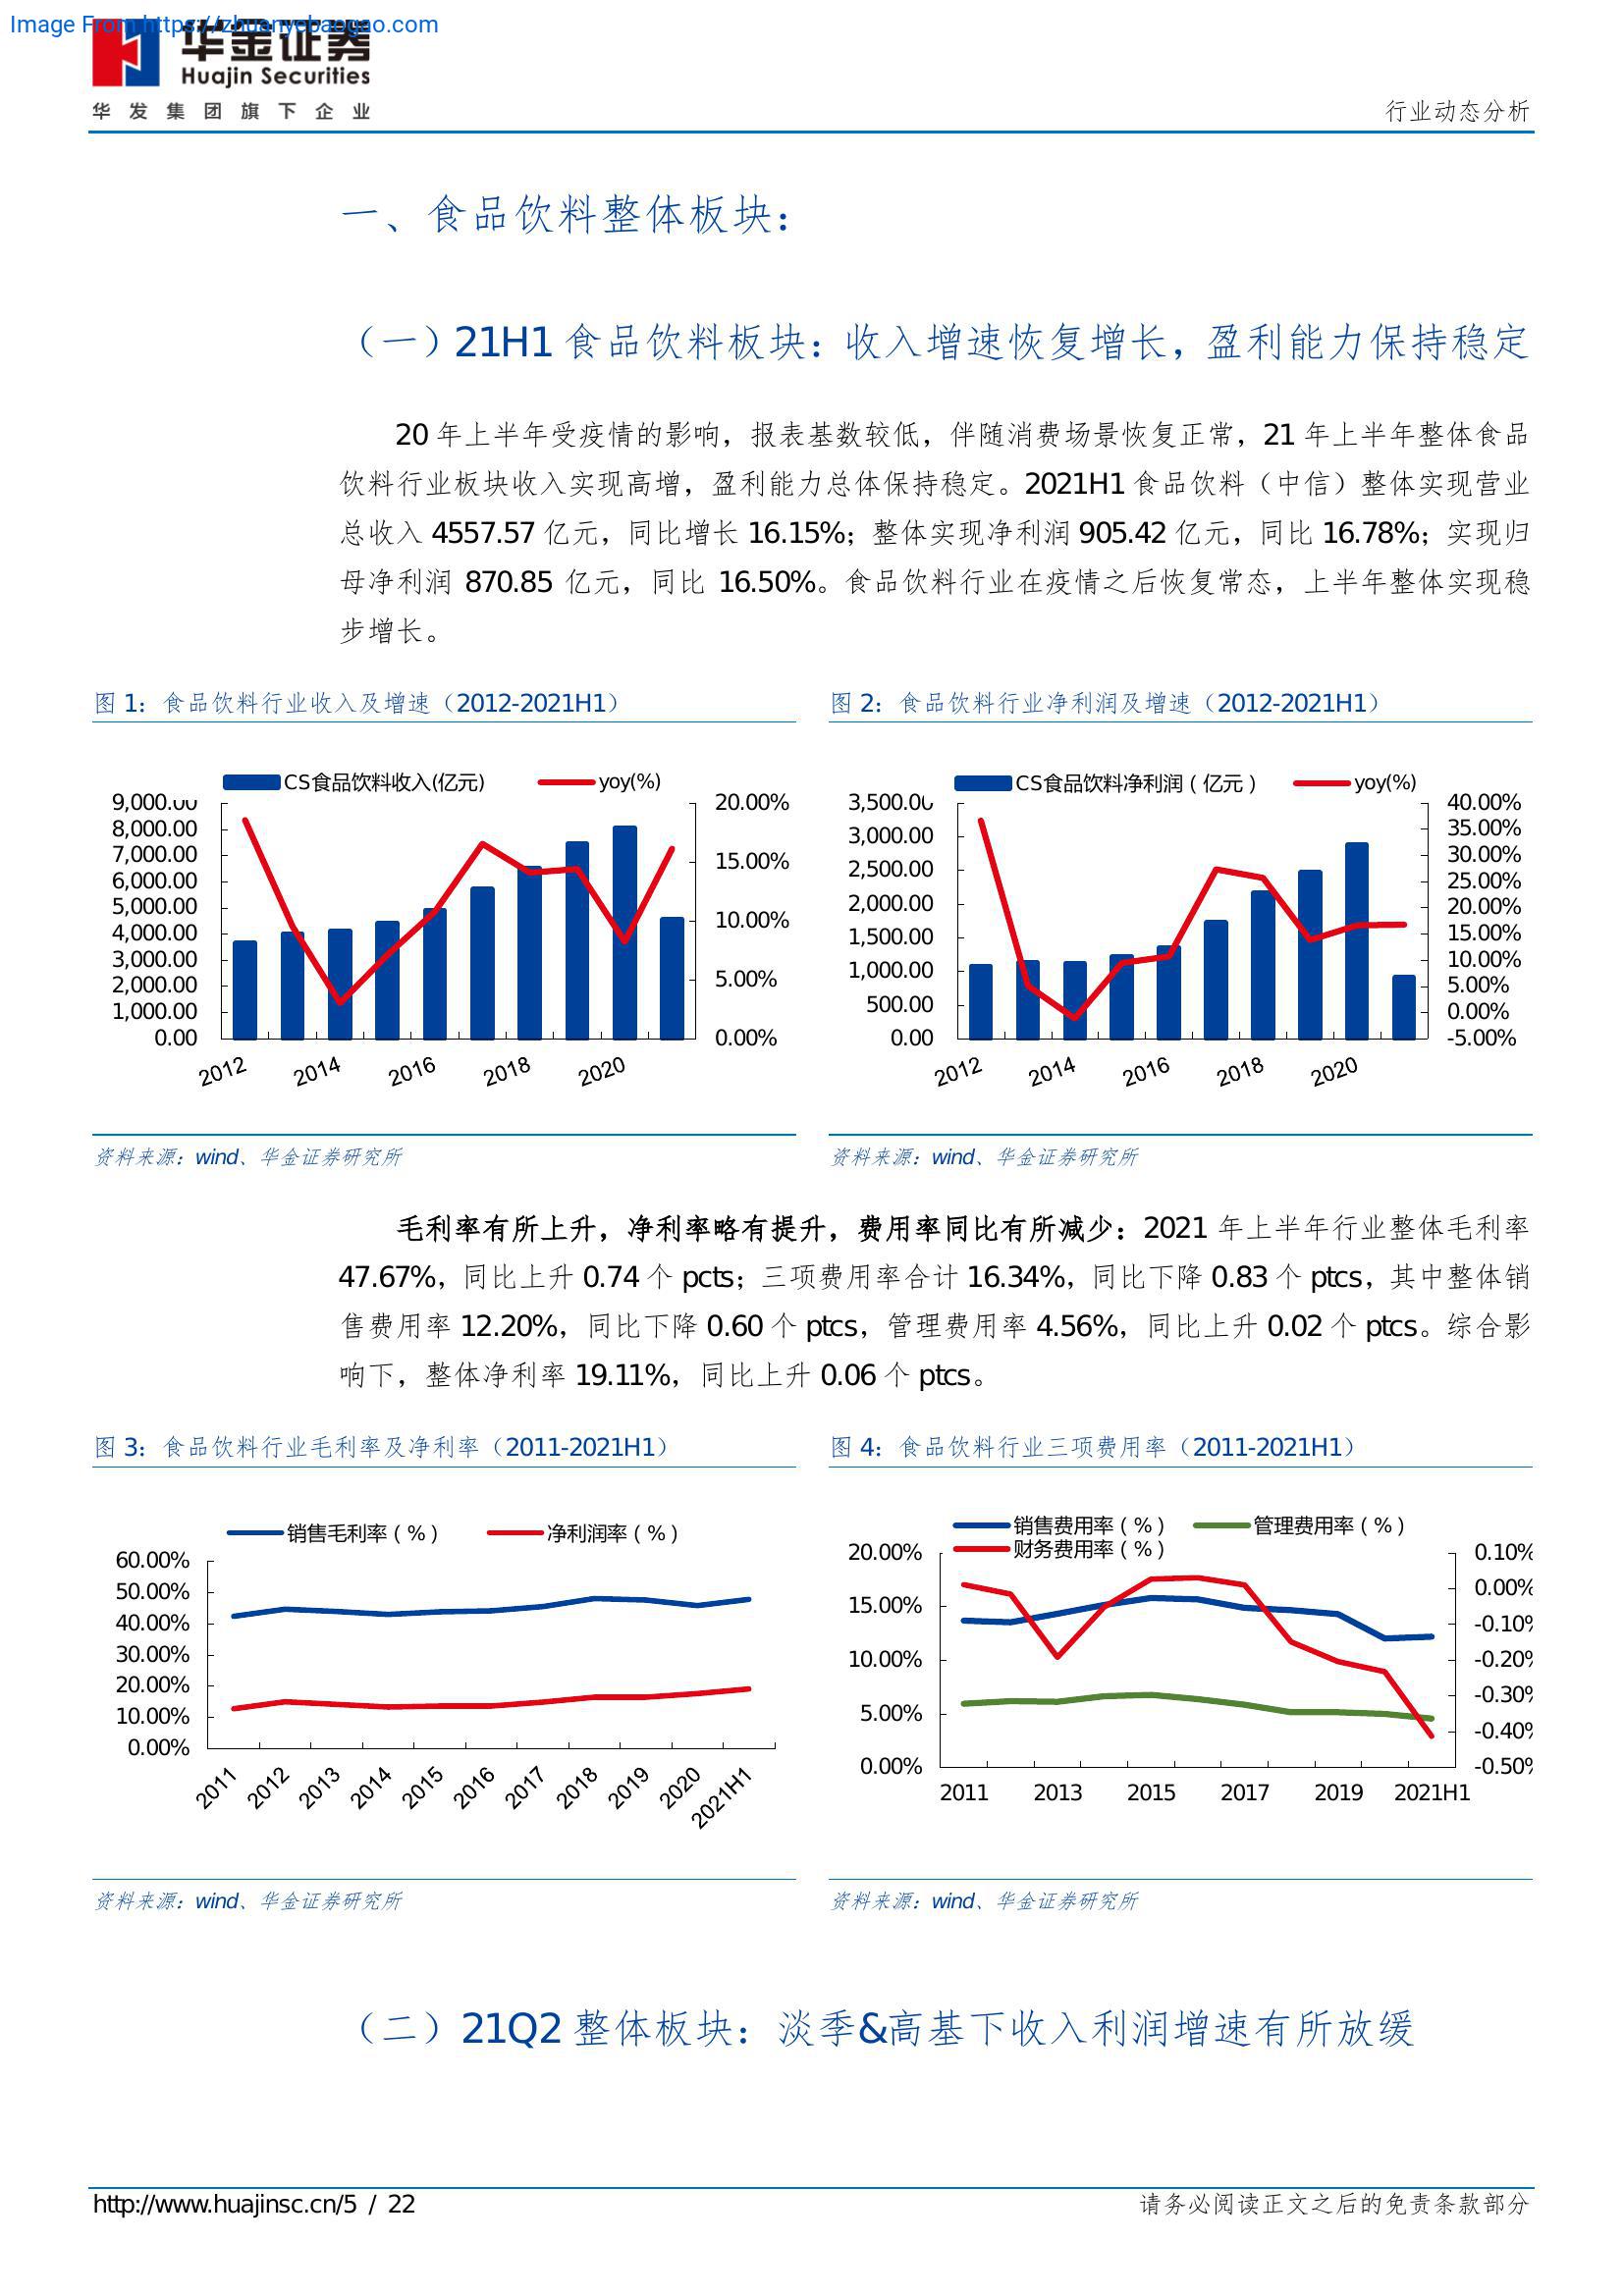 Image From https://zhuanyebaogao.com
华金证券
Huajin Securities
华发集团旗下企业
行业动态分析
一、食品饮料整体板块：
（一）21H1 食品饮料板块：收入增速恢复增长，盈利能力保持稳定
20 年上半年受疫情的影响，报表基数较低，伴随消费场景恢复正常，21 年上半年整体食品
饮料行业板块收入实现高增，盈利能力总体保持稳定。2021H1 食品饮料（中信）整体实现营业
总收入 4557.57 亿元，同比增长 16.15%；整体实现净利润 905.42 亿元，同比 16.78%；实现归
母净利润 870.85 亿元，同比 16.50%。食品饮料行业在疫情之后恢复常态，上半年整体实现稳
步增长。
图 1：食品饮料行业收入及增速（2012-2021H1）
CS食品饮料收入(亿元) yoy(%)
9,000.00
8,000.00
7,000.00
6,000.00
5,000.00
4,000.00
3,000.00
2,000.00
1,000.00
0.00
20.00%
15.00%
10.00%
5.00%
0.00%
2012 2014 2016 2018 2020
资料来源：wind、华金证券研究所
图 2：食品饮料行业净利润及增速（2012-2021H1）
CS食品饮料净利润（亿元） yoy(%)
3,500.00
3,000.00
2,500.00
2,000.00
1,500.00
1,000.00
500.00
0.00
40.00%
35.00%
30.00%
25.00%
20.00%
15.00%
10.00%
5.00%
0.00%
-5.00%
2012 2014 2016 2018 2020
资料来源：wind、华金证券研究所
毛利率有所上升，净利率略有提升，费用率同比有所减少：2021 年上半年行业整体毛利率
47.67%，同比上升 0.74 个 pcts；三项费用率合计 16.34%，同比下降 0.83 个 ptcs，其中整体销
售费用率 12.20%，同比下降 0.60 个 ptcs，管理费用率 4.56%，同比上升 0.02 个 ptcs。综合影
响下，整体净利率 19.11%，同比上升 0.06 个 ptcs。
图 3：食品饮料行业毛利率及净利率（2011-2021H1）
销售毛利率（%） 净利润率（%）
60.00%
50.00%
40.00%
30.00%
20.00%
10.00%
0.00%
2011 2012 2013 2014 2015 2016 2017 2018 2019 2020 2021H1
资料来源：wind、华金证券研究所
图 4：食品饮料行业三项费用率（2011-2021H1）
销售费用率（%） 管理费用率（%）
财务费用率（%）
20.00%
15.00%
10.00%
5.00%
0.00%
0.10%
0.00%
-0.10%
-0.20%
-0.30%
-0.40%
-0.50%
2011 2013 2015 2017 2019 2021H1
资料来源：wind、华金证券研究所
（二）21Q2 整体板块：淡季&高基下收入利润增速有所放缓
http://www.huajinsc.cn/5 / 22
请务必阅读正文之后的免责条款部分